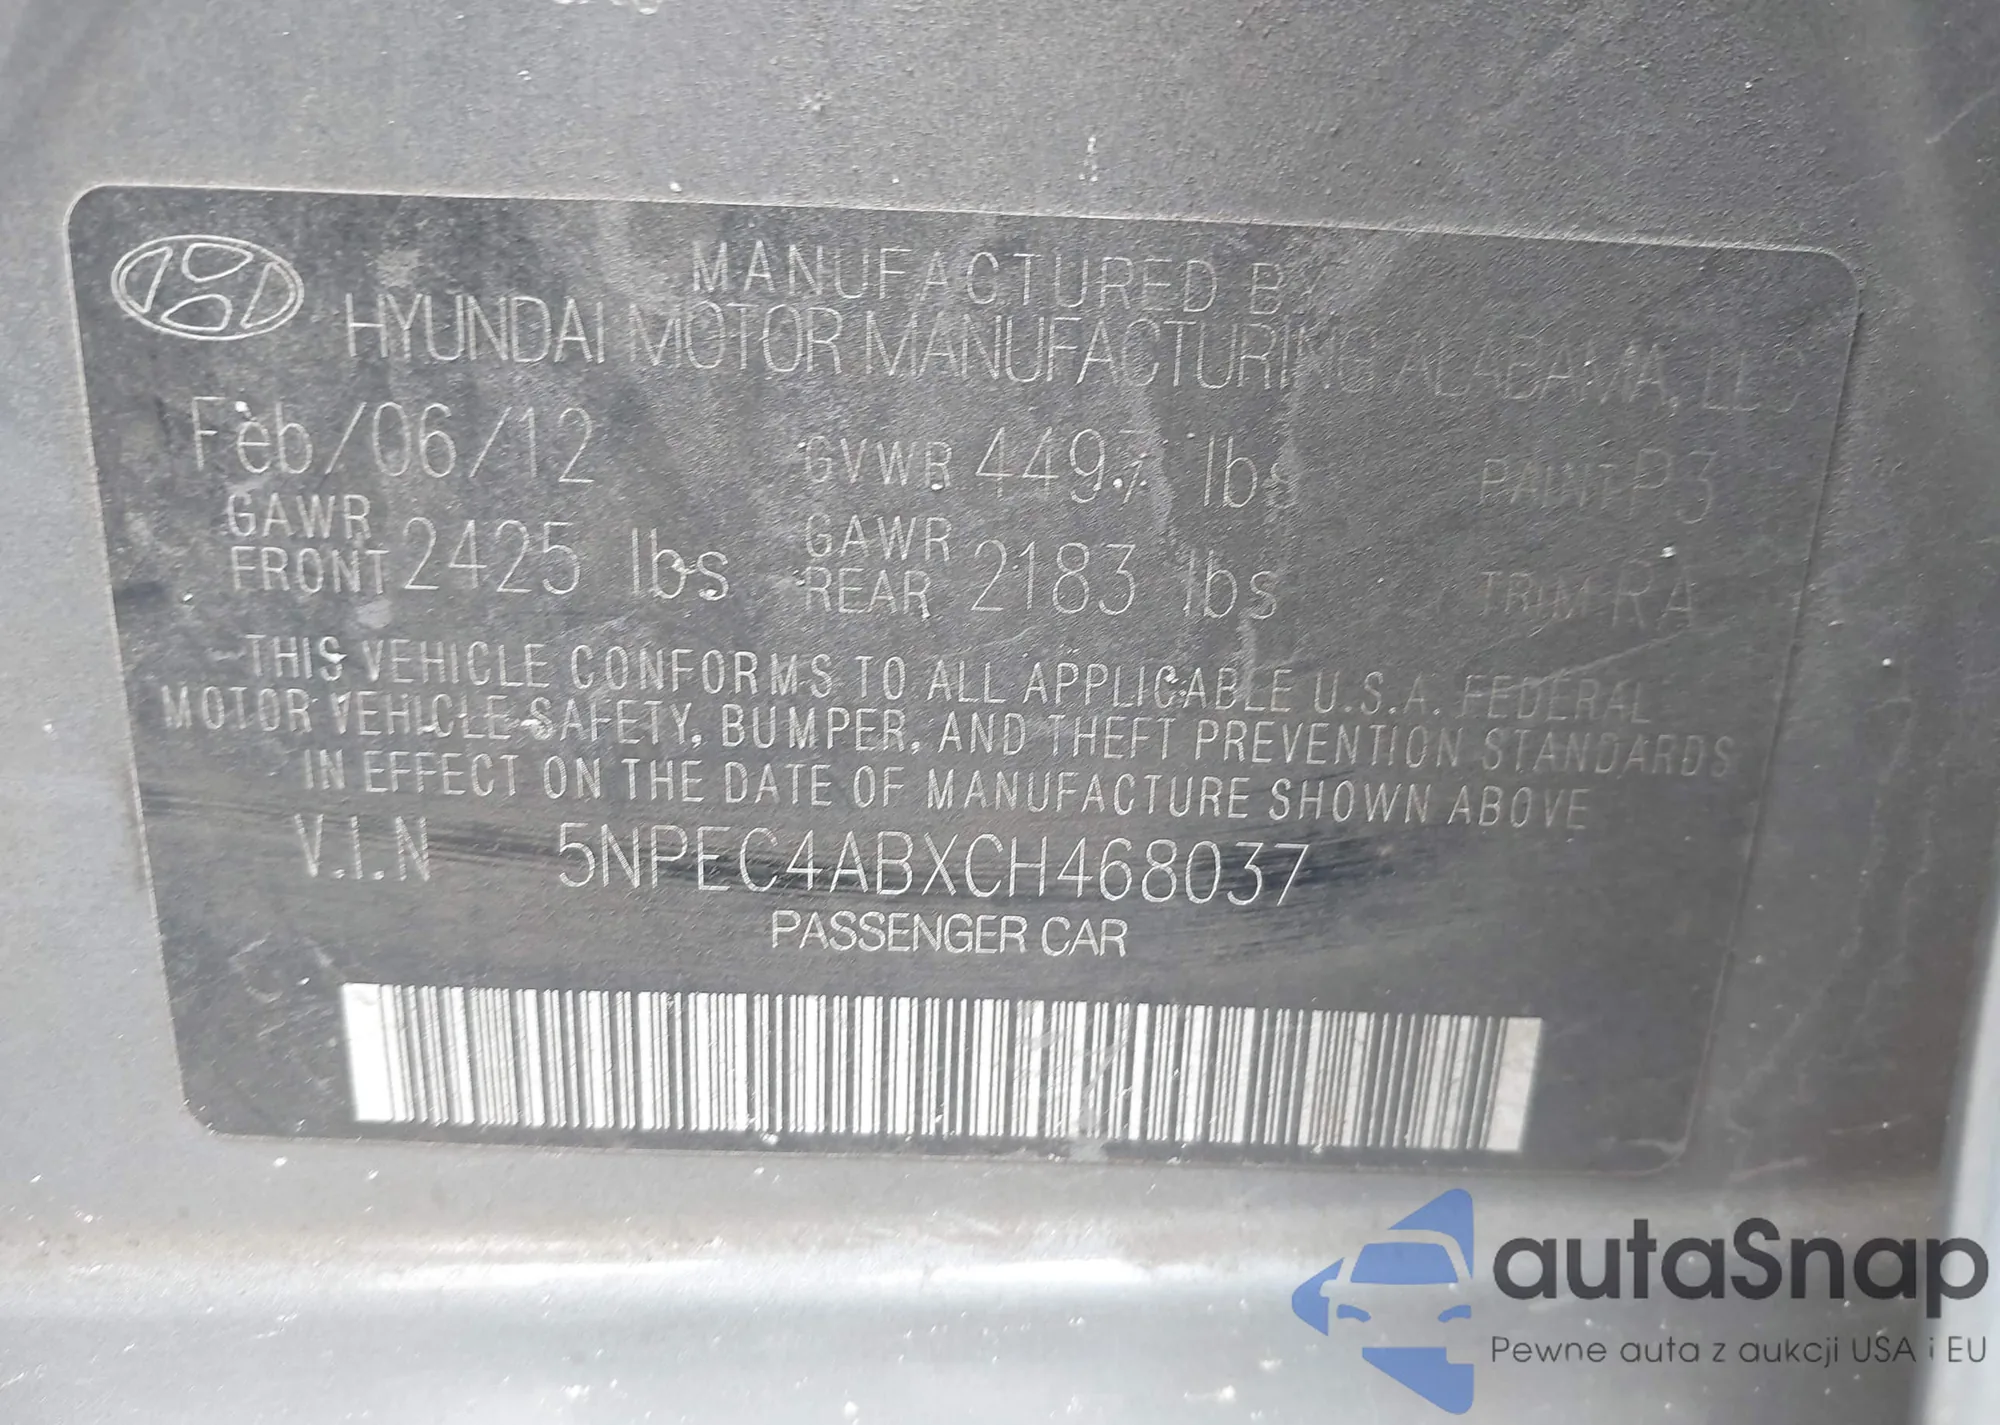 MANUFACTURED BY
HYUNDAI MOTOR MANUFACTURING ALABAMA, LLC
Feb/06/12 GVWR 4497 lbs PAINT P3
GAWR FRONT 2425 lbs GAWR REAR 2183 lbs TRIM RA
THIS VEHICLE CONFORMS TO ALL APPLICABLE U.S.A. FEDERAL
MOTOR VEHICLE SAFETY, BUMPER, AND THEFT PREVENTION STANDARDS
IN EFFECT ON THE DATE OF MANUFACTURE SHOWN ABOVE
V.I.N 5NPEC4ABXCH468037
PASSENGER CAR
autaSnap
Pewne auta z aukcji USA i EU